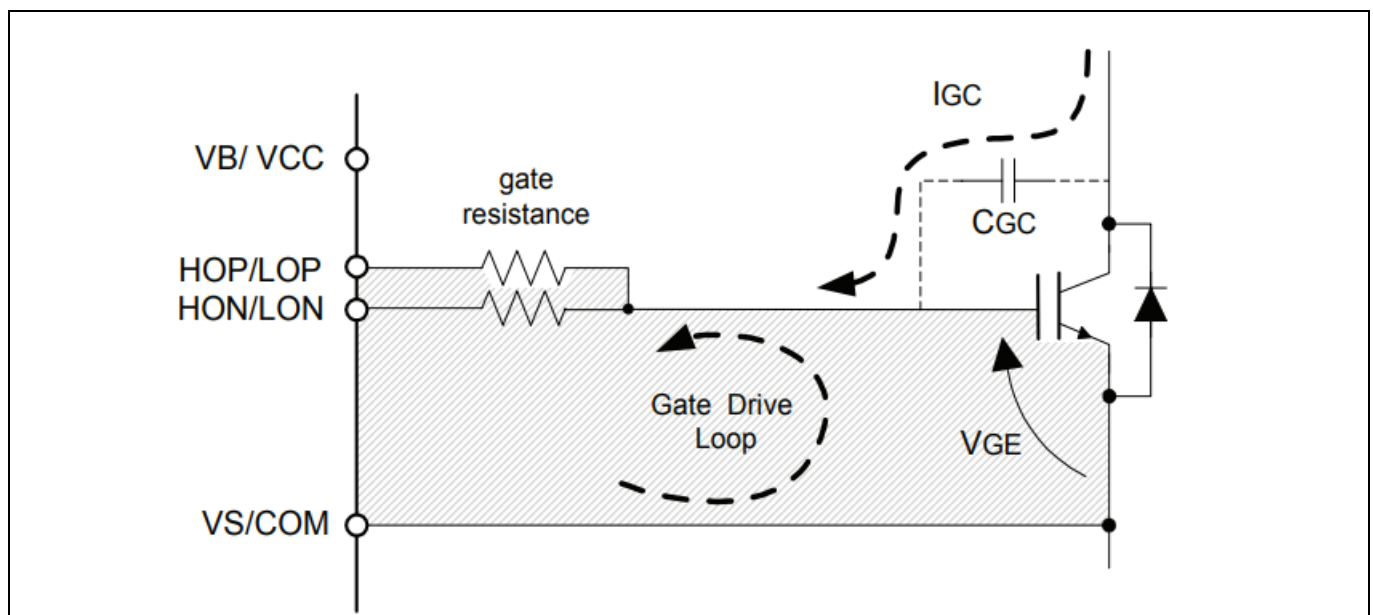 IGC
VB/ VCC
gate
resistance
CGC
HOP/LOP
HON/LON
Gate Drive
Loop
VGE
VS/COM